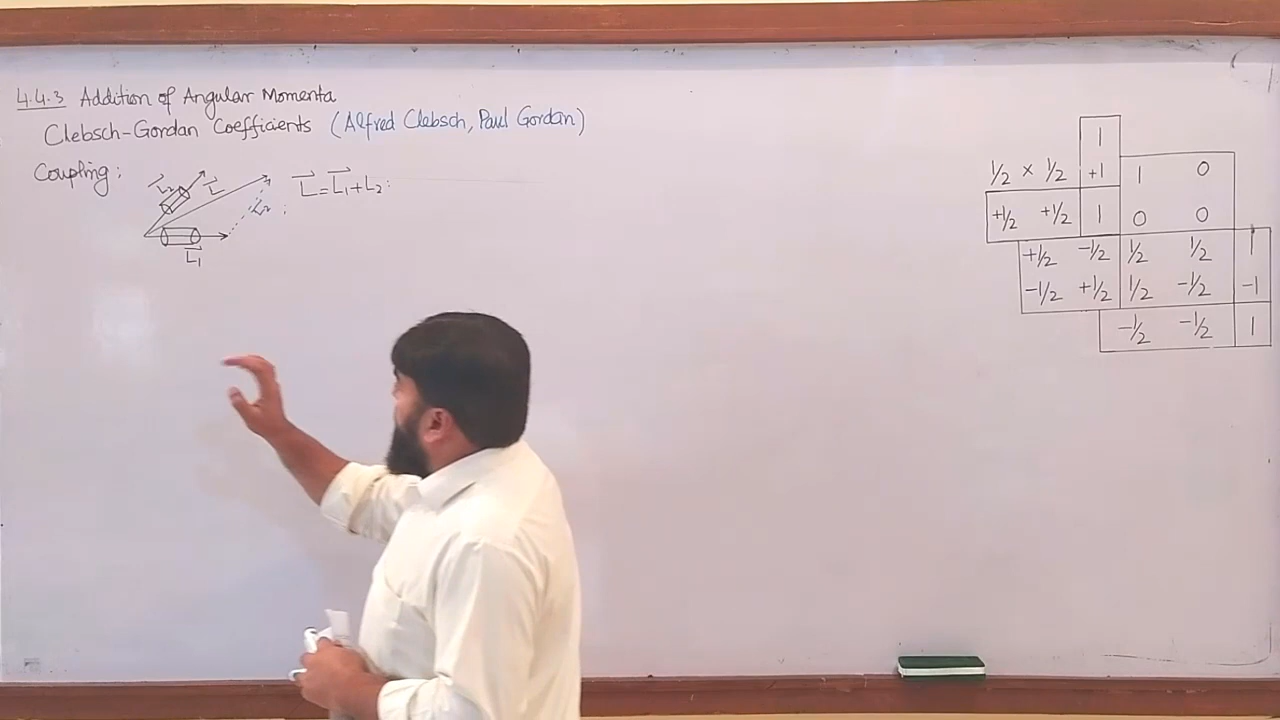 4.4.3 Addition of Angular Momenta
Clebsch-Gordan Coefficients (Alfred Clebsch, Paul Gordan)
Coupling:
L₂ L L₂
L₁
L = L₁ + L₂:
1
1/2 × 1/2 +1 1 0
+1/2 +1/2 1 0 0
+1/2 -1/2 1/2 1/2 1
-1/2 +1/2 1/2 -1/2 -1
-1/2 -1/2 1